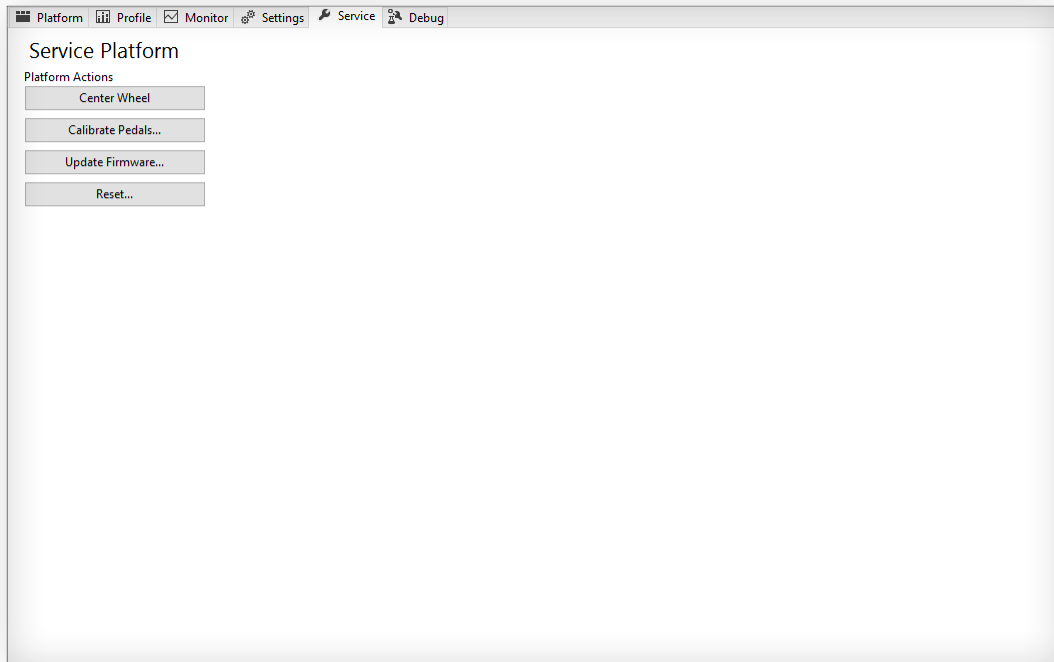 Platform Profile Monitor Settings Service Debug
Service Platform
Platform Actions
Center Wheel
Calibrate Pedals...
Update Firmware...
Reset...